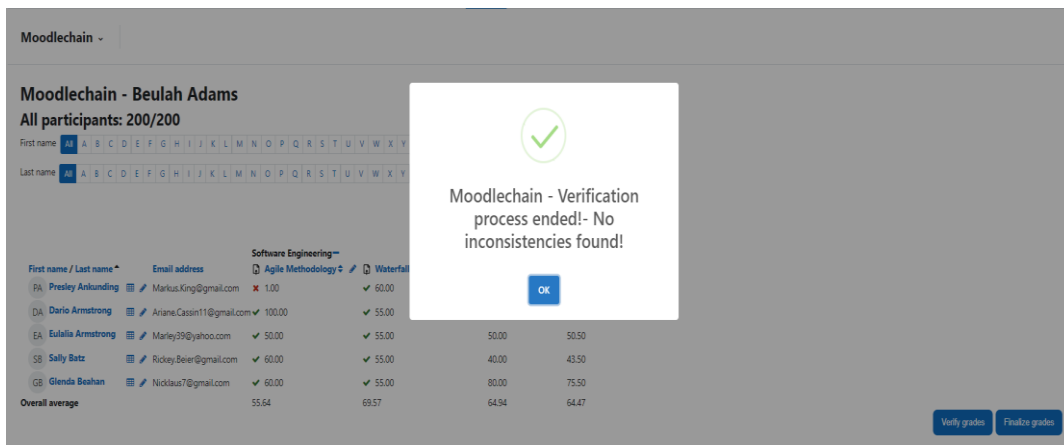 Moodlechain
Moodlechain - Beulah Adams
All participants: 200/200
First name All A B C D E F G H I J K L M N O P Q R S T U V W X Y
Last name All A B C D E F G H I J K L M N O P Q R S T U V W X Y
Moodlechain - Verification
process ended!- No
inconsistencies found!
OK
Software Engineering
First name / Last name Email address Agile Methodology Waterfall
PA Presley Ankunding Markus.King@gmail.com 1.00 60.00
DA Dario Armstrong Ariane.Cassin11@gmail.com 100.00 55.00
EA Eulalia Armstrong Marley39@yahoo.com 50.00 55.00 50.00 50.50
SB Sally Batz Rickey.Beier@gmail.com 60.00 55.00 40.00 43.50
GB Glenda Beahan Nicklaus7@gmail.com 60.00 55.00 80.00 75.50
Overall average 55.64 69.57 64.94 64.47
Verify grades Finalize grades